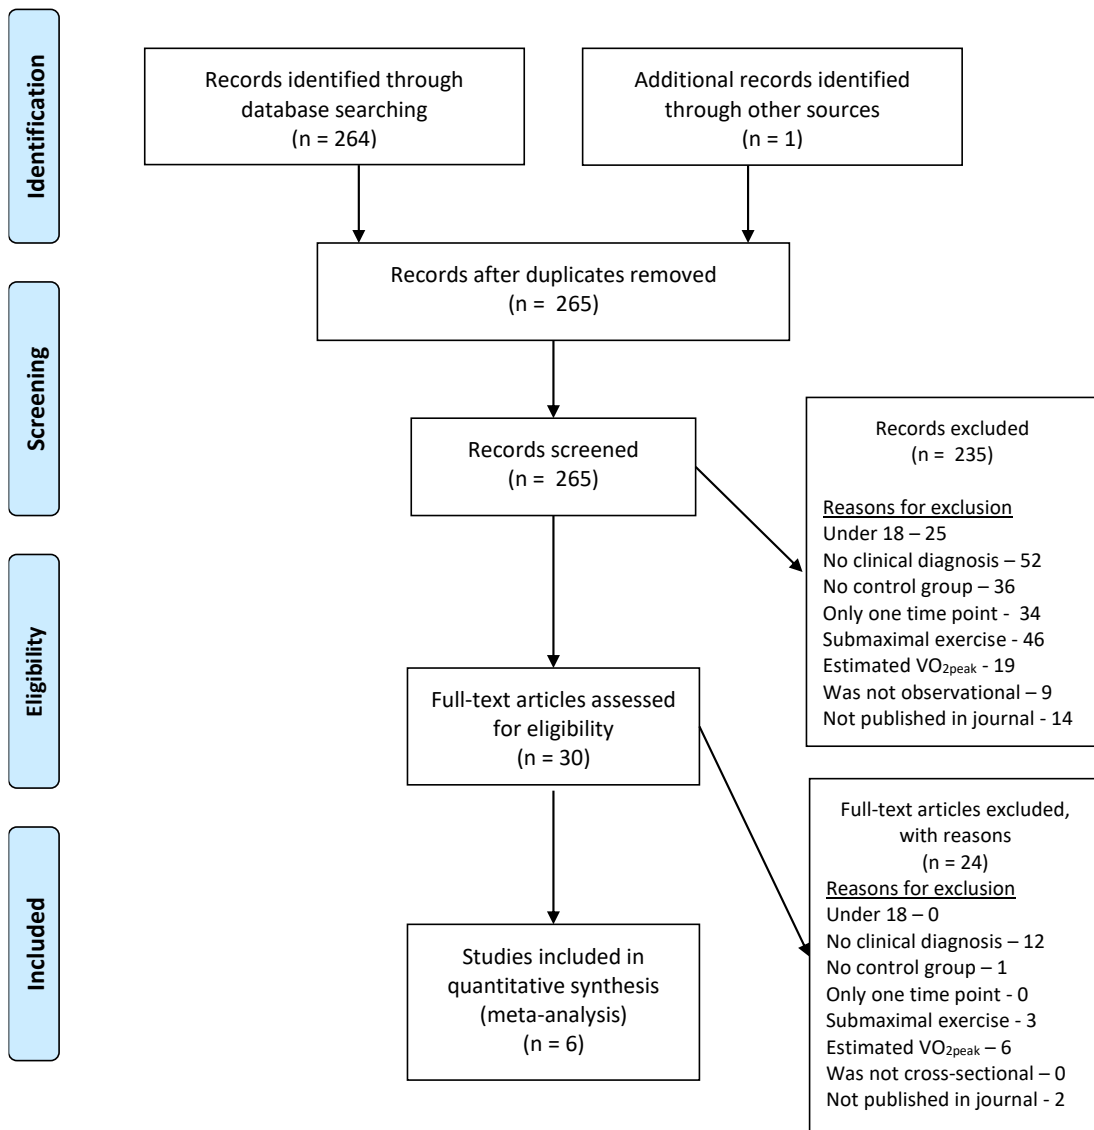 Identification
Records identified through
database searching
(n = 264)
Additional records identified
through other sources
(n = 1)
Records after duplicates removed
(n =  265)
Screening
Records screened
(n =  265)
Records excluded
(n =  235)
Reasons for exclusion
Under 18 – 25
No clinical diagnosis – 52
No control group – 36
Only one time point -  34
Submaximal exercise - 46
Estimated VO2peak - 19
Was not observational – 9
Not published in journal - 14
Eligibility
Full-text articles assessed
for eligibility
(n = 30)
Full-text articles excluded,
with reasons
(n = 24)
Reasons for exclusion
Under 18 – 0
No clinical diagnosis – 12
No control group – 1
Only one time point - 0
Submaximal exercise - 3
Estimated VO2peak – 6
Was not cross-sectional – 0
Not published in journal - 2
Included
Studies included in
quantitative synthesis
(meta-analysis)
(n = 6)